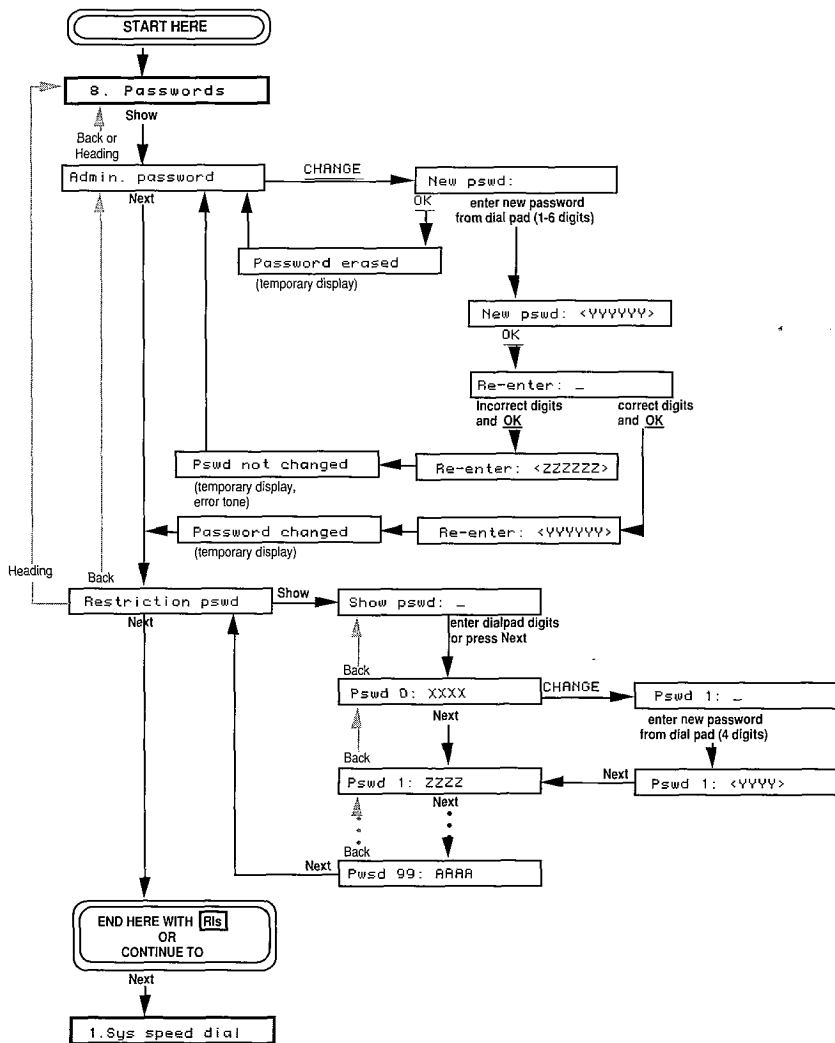 START HERE
8. Passwords
Show
Back or
Heading
Admin. password
CHANGE
New pswd:
Next
OK
enter new password
from dial pad (1-6 digits)
Password erased
(temporary display)
New pswd: <YYYYYY>
OK
Re-enter: _
Incorrect digits
and OK
correct digits
and OK
Pswd not changed
Re-enter: <ZZZZZZ>
(temporary display,
error tone)
Password changed
Re-enter: <YYYYYY>
(temporary display)
Heading
Back
Restriction pswd
Show
Show pswd: _
Next
enter dialpad digits
or press Next
Back
Pswd 0: XXXX
CHANGE
Pswd 1: _
Next
enter new password
from dial pad (4 digits)
Back
Pswd 1: ZZZZ
Next
Pswd 1: <YYYY>
Next
Back
Next
Pwsd 99: AAAA
END HERE WITH Rls
OR
CONTINUE TO
Next
1.Sys speed dial